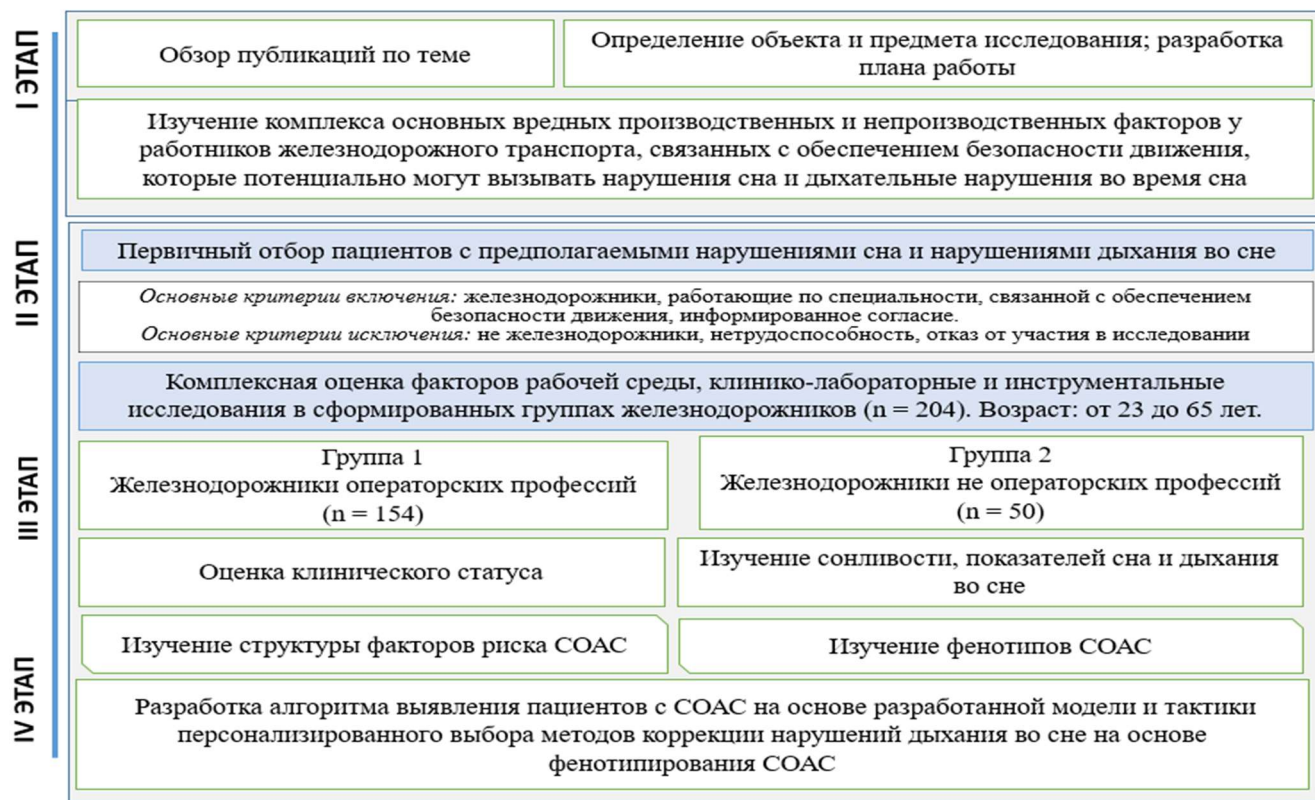 I ЭТАП
Обзор публикаций по теме
Определение объекта и предмета исследования; разработка
плана работы
Изучение комплекса основных вредных производственных и непроизводственных факторов у
работников железнодорожного транспорта, связанных с обеспечением безопасности движения,
которые потенциально могут вызывать нарушения сна и дыхательные нарушения во время сна
II ЭТАП
Первичный отбор пациентов с предполагаемыми нарушениями сна и нарушениями дыхания во сне
Основные критерии включения: железнодорожники, работающие по специальности, связанной с обеспечением
безопасности движения, информированное согласие.
Основные критерии исключения: не железнодорожники, нетрудоспособность, отказ от участия в исследовании
Комплексная оценка факторов рабочей среды, клинико-лабораторные и инструментальные
исследования в сформированных группах железнодорожников (n = 204). Возраст: от 23 до 65 лет.
III ЭТАП
Группа 1
Железнодорожники операторских профессий
(n = 154)
Группа 2
Железнодорожники не операторских профессий
(n = 50)
Оценка клинического статуса
Изучение сонливости, показателей сна и дыхания
во сне
IV ЭТАП
Изучение структуры факторов риска СОАС
Изучение фенотипов СОАС
Разработка алгоритма выявления пациентов с СОАС на основе разработанной модели и тактики
персонализированного выбора методов коррекции нарушений дыхания во сне на основе
фенотипирования СОАС